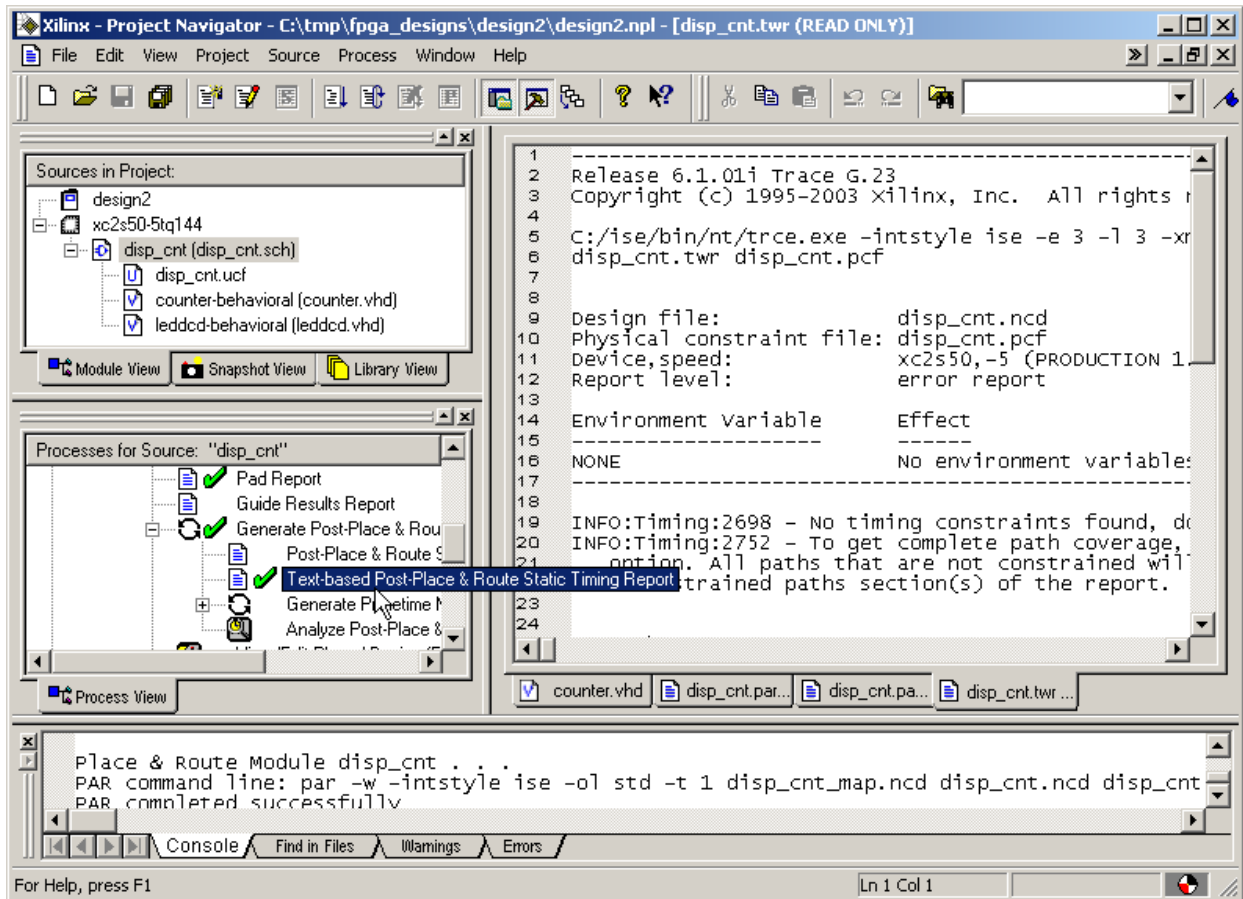 Xilinx - Project Navigator - C:\tmp\fpga_designs\design2\design2.npl - [disp_cnt.twr (READ ONLY)]
File Edit View Project Source Process Window Help
Sources in Project:
design2
xc2s50-5tq144
disp_cnt (disp_cnt.sch)
disp_cnt.ucf
counter-behavioral (counter.vhd)
leddcd-behavioral (leddcd.vhd)
Module View Snapshot View Library View
Processes for Source: "disp_cnt"
Pad Report
Guide Results Report
Generate Post-Place & Rou
Post-Place & Route S
Text-based Post-Place & Route Static Timing Report
Generate Primetime N
Analyze Post-Place &
Process View
1 --------------------------------------------------
2 Release 6.1.01i Trace G.23
3 Copyright (c) 1995-2003 Xilinx, Inc. All rights r
4
5 C:/ise/bin/nt/trce.exe -intstyle ise -e 3 -l 3 -xm
6 disp_cnt.twr disp_cnt.pcf
7
8
9 Design file: disp_cnt.ncd
10 Physical constraint file: disp_cnt.pcf
11 Device,speed: xc2s50,-5 (PRODUCTION 1.
12 Report level: error report
13
14 Environment Variable Effect
15 -------------------- ------
16 NONE No environment variables
17 --------------------------------------------------
18
19 INFO:Timing:2698 - No timing constraints found, do
20 INFO:Timing:2752 - To get complete path coverage,
21 option. All paths that are not constrained wil
trained paths section(s) of the report.
23
24
counter.vhd disp_cnt.par... disp_cnt.pa... disp_cnt.twr ...
Place & Route Module disp_cnt . . .
PAR command line: par -w -intstyle ise -ol std -t 1 disp_cnt_map.ncd disp_cnt.ncd disp_cnt
PAR completed successfully
Console Find in Files Warnings Errors
For Help, press F1 Ln 1 Col 1